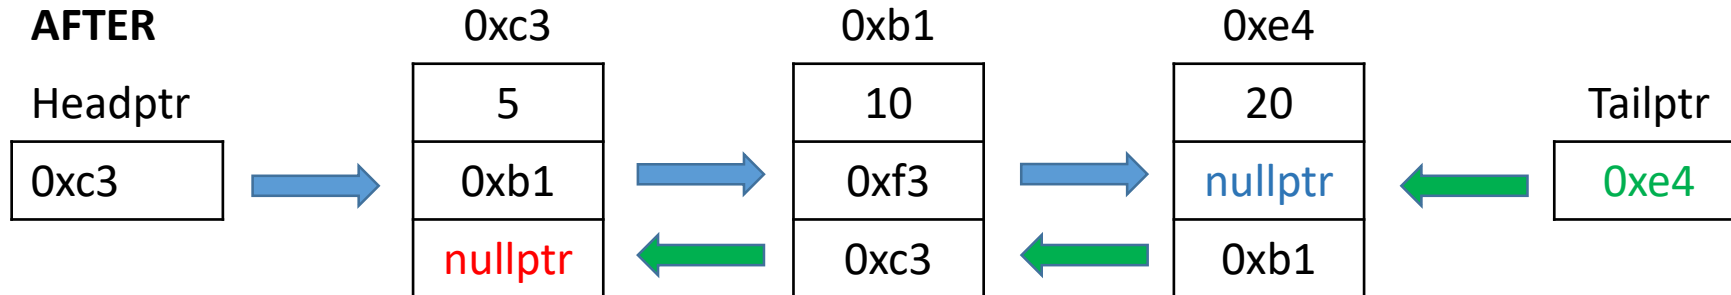 AFTER 0xc3 0xb1 0xe4
Headptr 5 10 20 Tailptr
0xc3 0xb1 0xf3 nullptr 0xe4
nullptr 0xc3 0xb1